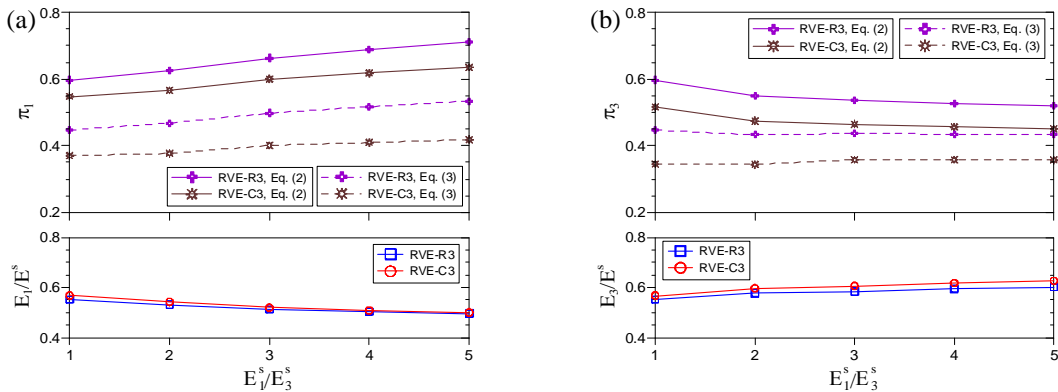 (a)
0.8
0.6
0.4
0.2
π1
RVE-R3, Eq. (2)
RVE-C3, Eq. (2)
RVE-R3, Eq. (3)
RVE-C3, Eq. (3)
0.8
0.6
0.4
E1/Es
RVE-R3
RVE-C3
1 2 3 4 5
Es1/Es3
(b)
0.8
0.6
0.4
0.2
π3
RVE-R3, Eq. (2)
RVE-C3, Eq. (2)
RVE-R3, Eq. (3)
RVE-C3, Eq. (3)
0.8
0.6
0.4
E3/Es
RVE-R3
RVE-C3
1 2 3 4 5
Es1/Es3